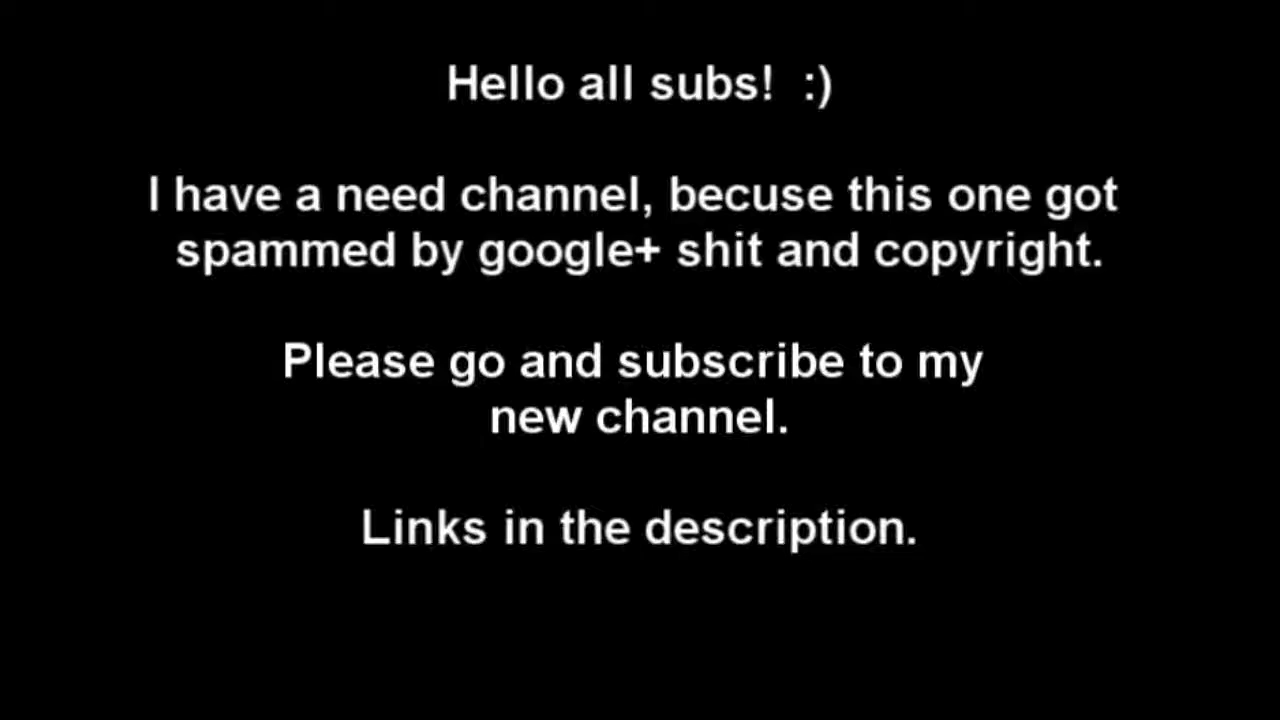 Hello all subs!  :)
I have a need channel, becuse this one got
spammed by google+ shit and copyright.
Please go and subscribe to my
new channel.
Links in the description.